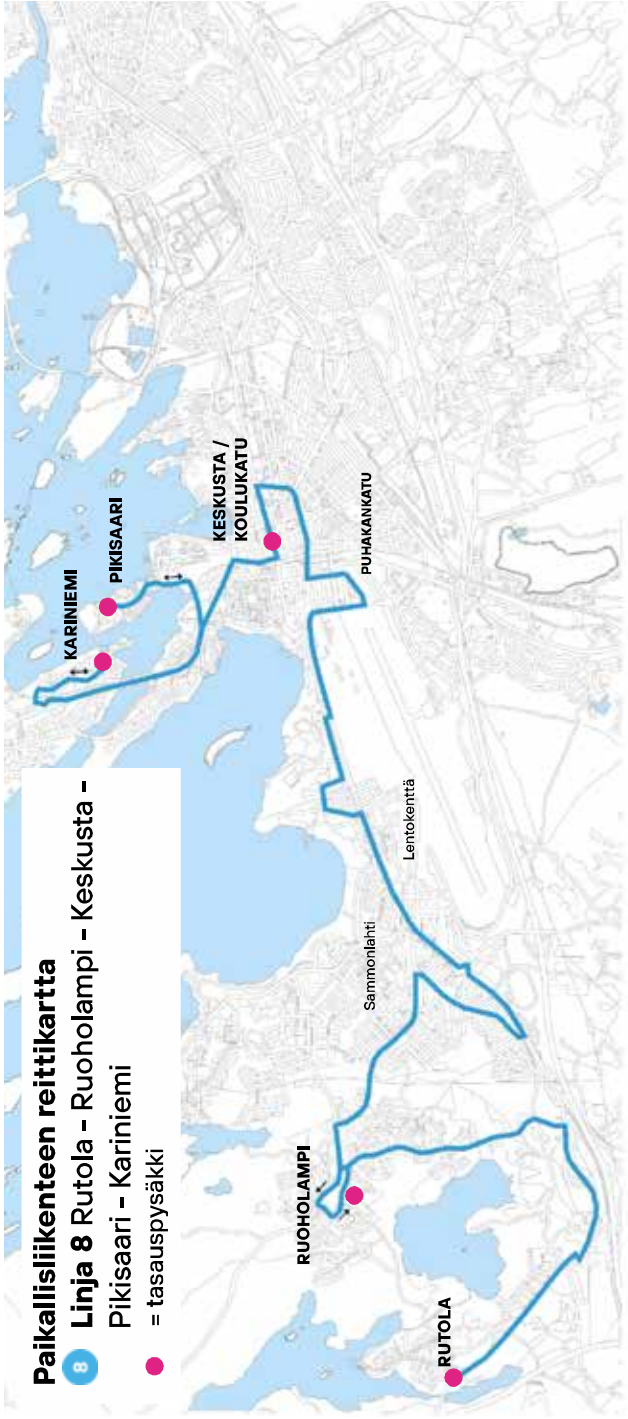 Paikallisliikenteen reittikartta
8 Linja 8 Rutola – Ruoholampi – Keskusta –
Pikisaari – Kariniemi
= tasauspysäkki
RUTOLA
RUOHOLAMPI
Sammonlahti
Lentokenttä
KARINIEMI
PIKISAARI
KESKUSTA /
KOULUKATU
PUHAKANKATU